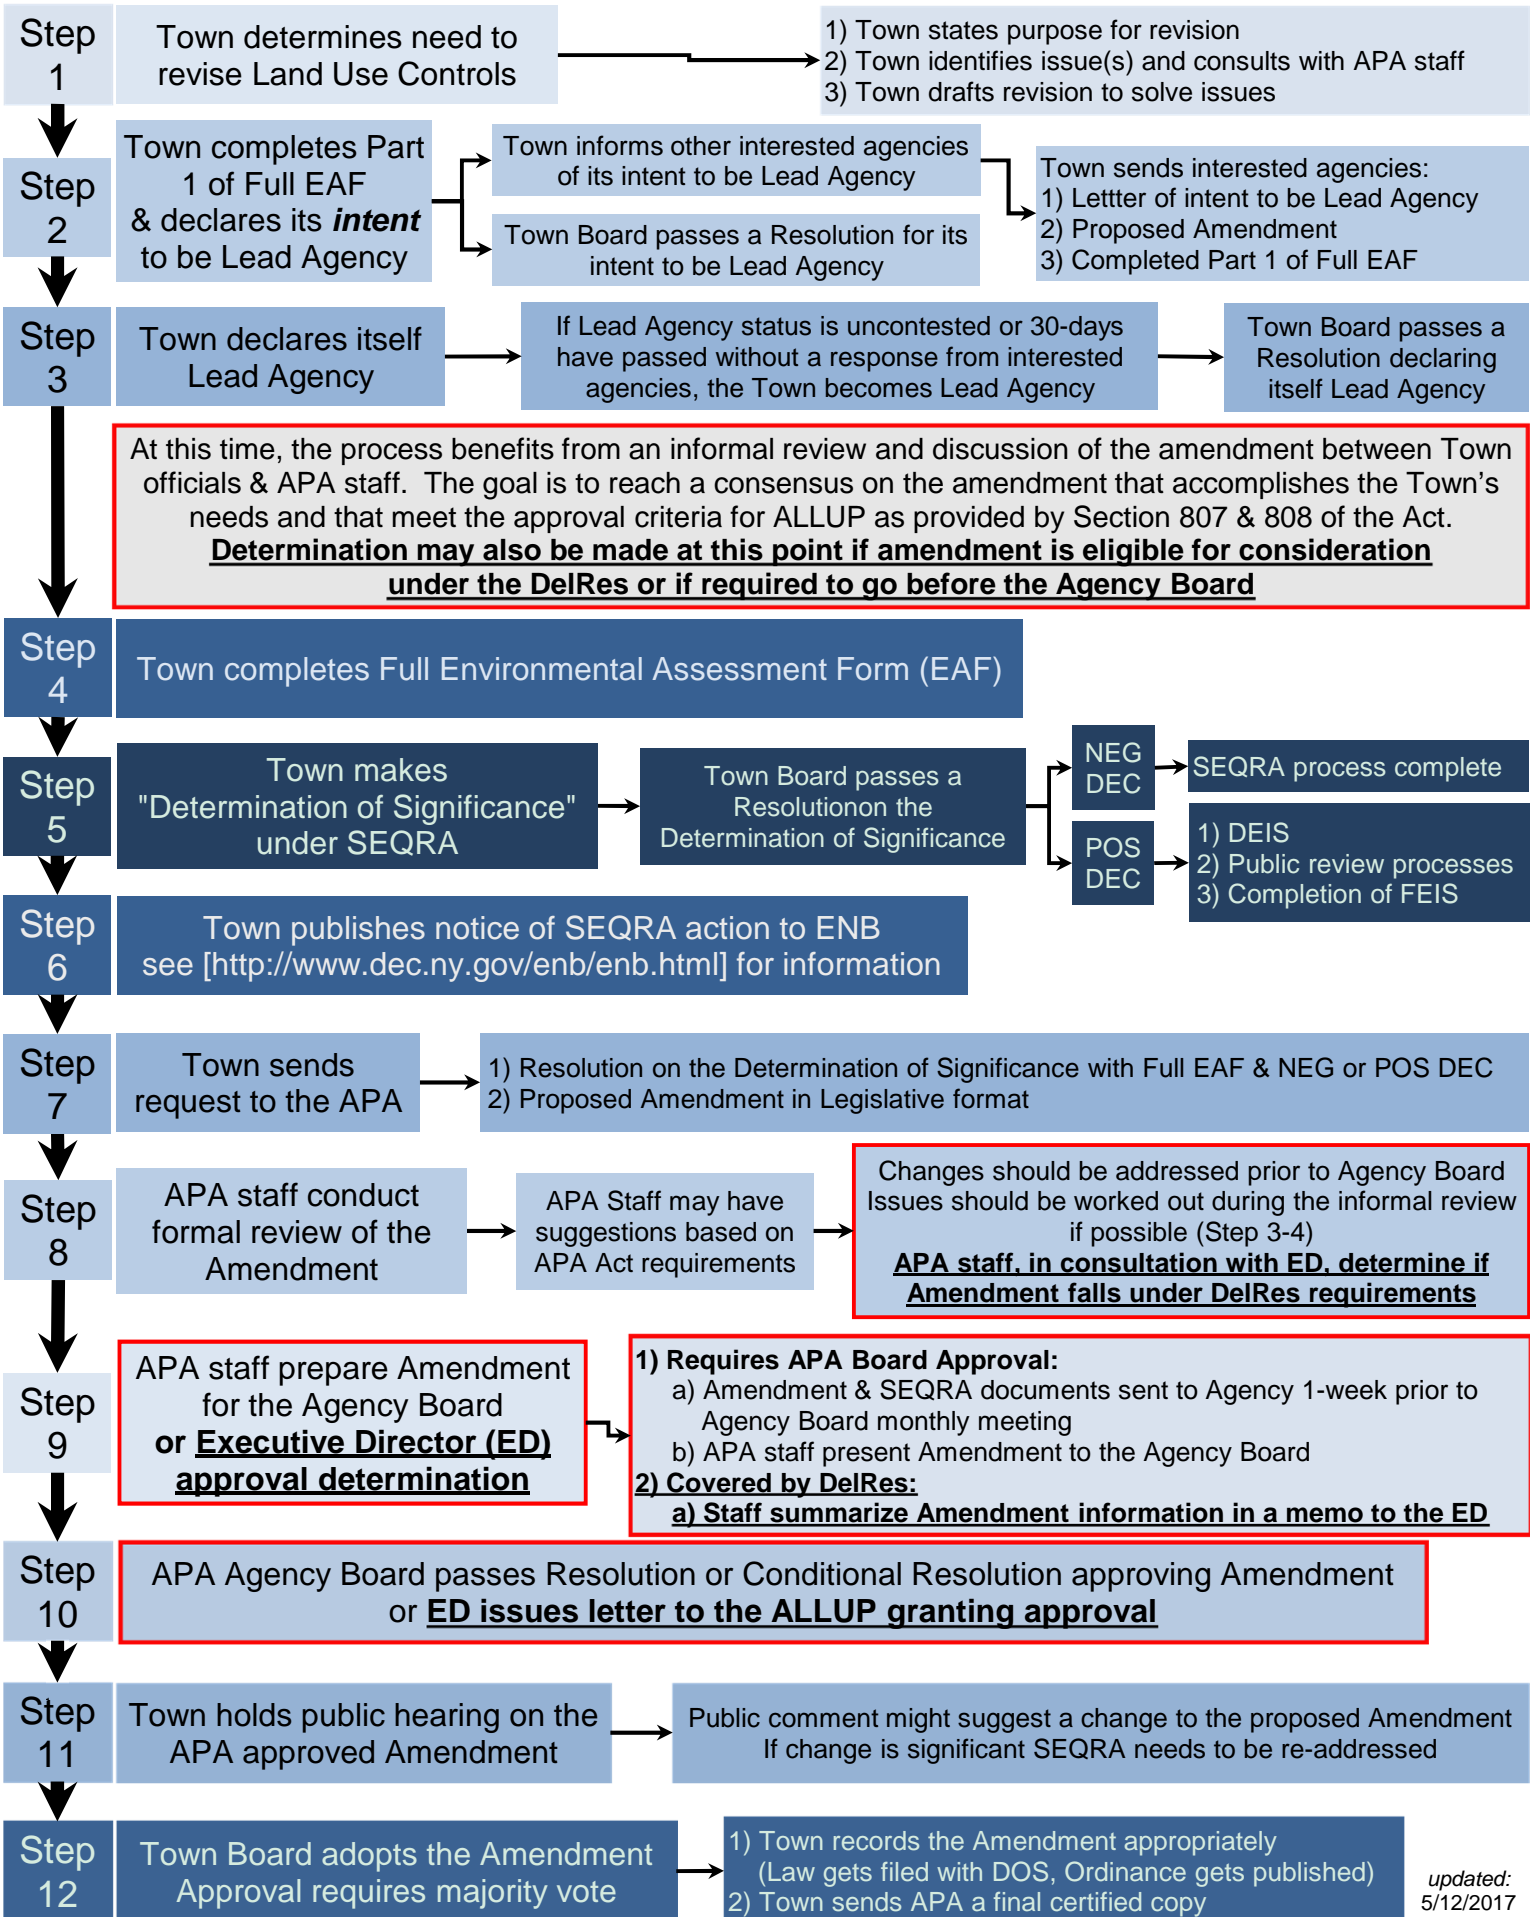 Step
1
Town determines need to
revise Land Use Controls
1) Town states purpose for revision
2) Town identifies issue(s) and consults with APA staff
3) Town drafts revision to solve issues
Step
2
Town completes Part
1 of Full EAF
& declares its intent
to be Lead Agency
Town informs other interested agencies
of its intent to be Lead Agency
Town Board passes a Resolution for its
intent to be Lead Agency
Town sends interested agencies:
1) Lettter of intent to be Lead Agency
2) Proposed Amendment
3) Completed Part 1 of Full EAF
Step
3
Town declares itself
Lead Agency
If Lead Agency status is uncontested or 30-days
have passed without a response from interested
agencies, the Town becomes Lead Agency
Town Board passes a
Resolution declaring
itself Lead Agency
At this time, the process benefits from an informal review and discussion of the amendment between Town
officials & APA staff.  The goal is to reach a consensus on the amendment that accomplishes the Town's
needs and that meet the approval criteria for ALLUP as provided by Section 807 & 808 of the Act.
Determination may also be made at this point if amendment is eligible for consideration
under the DelRes or if required to go before the Agency Board
Step
4
Town completes Full Environmental Assessment Form (EAF)
Step
5
Town makes
"Determination of Significance"
under SEQRA
Town Board passes a
Resolutionon the
Determination of Significance
NEG
DEC
SEQRA process complete
POS
DEC
1) DEIS
2) Public review processes
3) Completion of FEIS
Step
6
Town publishes notice of SEQRA action to ENB
see [http://www.dec.ny.gov/enb/enb.html] for information
Step
7
Town sends
request to the APA
1) Resolution on the Determination of Significance with Full EAF & NEG or POS DEC
2) Proposed Amendment in Legislative format
Step
8
APA staff conduct
formal review of the
Amendment
APA Staff may have
suggestions based on
APA Act requirements
Changes should be addressed prior to Agency Board
Issues should be worked out during the informal review
if possible (Step 3-4)
APA staff, in consultation with ED, determine if
Amendment falls under DelRes requirements
Step
9
APA staff prepare Amendment
for the Agency Board
or Executive Director (ED)
approval determination
1) Requires APA Board Approval:
a) Amendment & SEQRA documents sent to Agency 1-week prior to
Agency Board monthly meeting
b) APA staff present Amendment to the Agency Board
2) Covered by DelRes:
a) Staff summarize Amendment information in a memo to the ED
Step
10
APA Agency Board passes Resolution or Conditional Resolution approving Amendment
or ED issues letter to the ALLUP granting approval
Step
11
Town holds public hearing on the
APA approved Amendment
Public comment might suggest a change to the proposed Amendment
If change is significant SEQRA needs to be re-addressed
Step
12
Town Board adopts the Amendment
Approval requires majority vote
1) Town records the Amendment appropriately
(Law gets filed with DOS, Ordinance gets published)
2) Town sends APA a final certified copy
updated:
5/12/2017